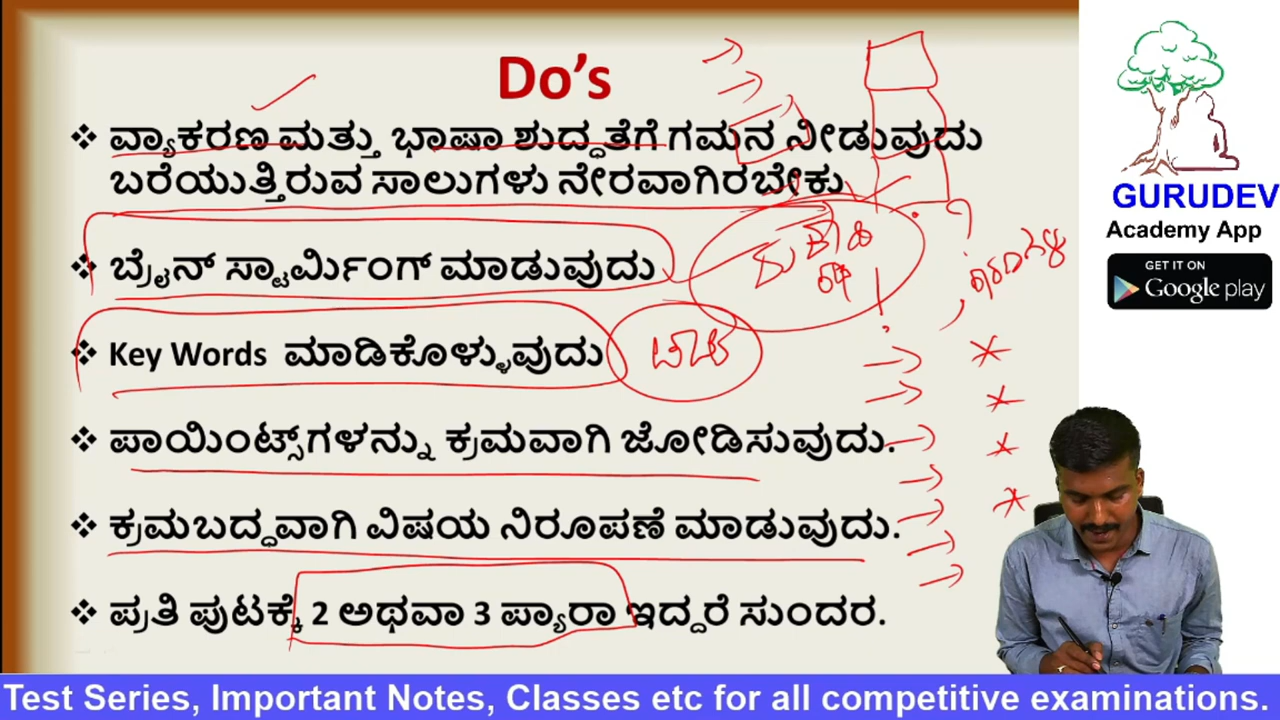 Do's
❖ ವ್ಯಾಕರಣ ಮತ್ತು ಭಾಷಾ ಶುದ್ಧತೆಗೆ ಗಮನ ನೀಡುವುದು
ಬರೆಯುತ್ತಿರುವ ಸಾಲುಗಳು ನೇರವಾಗಿರಬೇಕು
❖ ಬ್ರೈನ್ ಸ್ಟಾರ್ಮಿಂಗ್ ಮಾಡುವುದು
❖ Key Words ಮಾಡಿಕೊಳ್ಳುವುದು
❖ ಪಾಯಿಂಟ್ಸ್‌ಗಳನ್ನು ಕ್ರಮವಾಗಿ ಜೋಡಿಸುವುದು.
❖ ಕ್ರಮಬದ್ಧವಾಗಿ ವಿಷಯ ನಿರೂಪಣೆ ಮಾಡುವುದು.
❖ ಪ್ರತಿ ಪುಟಕ್ಕೆ 2 ಅಥವಾ 3 ಪ್ಯಾರಾ ಇದ್ದರೆ ಸುಂದರ.
GURUDEV
Academy App
GET IT ON
Google play
Test Series, Important Notes, Classes etc for all competitive examinations.